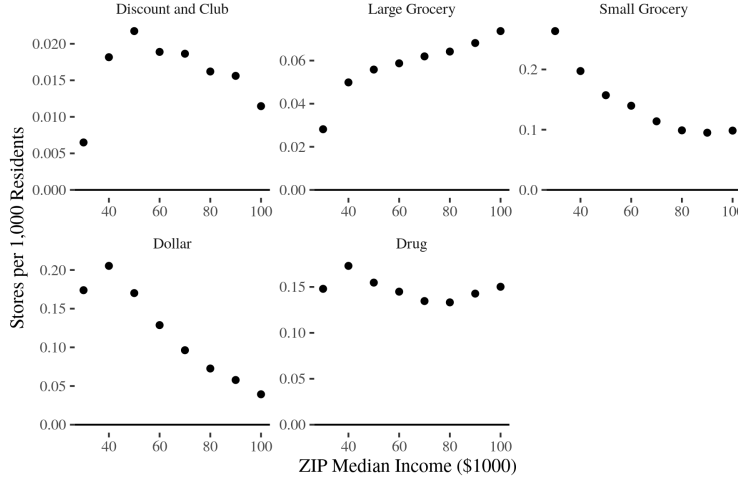 Discount and Club
Large Grocery
Small Grocery
0.020
0.015
0.010
0.005
0.000
0.06
0.04
0.02
0.00
0.2
0.1
0.0
40 60 80 100
40 60 80 100
40 60 80 100
Stores per 1,000 Residents
Dollar
Drug
0.20
0.15
0.10
0.05
0.00
0.15
0.10
0.05
0.00
40 60 80 100
40 60 80 100
ZIP Median Income ($1000)